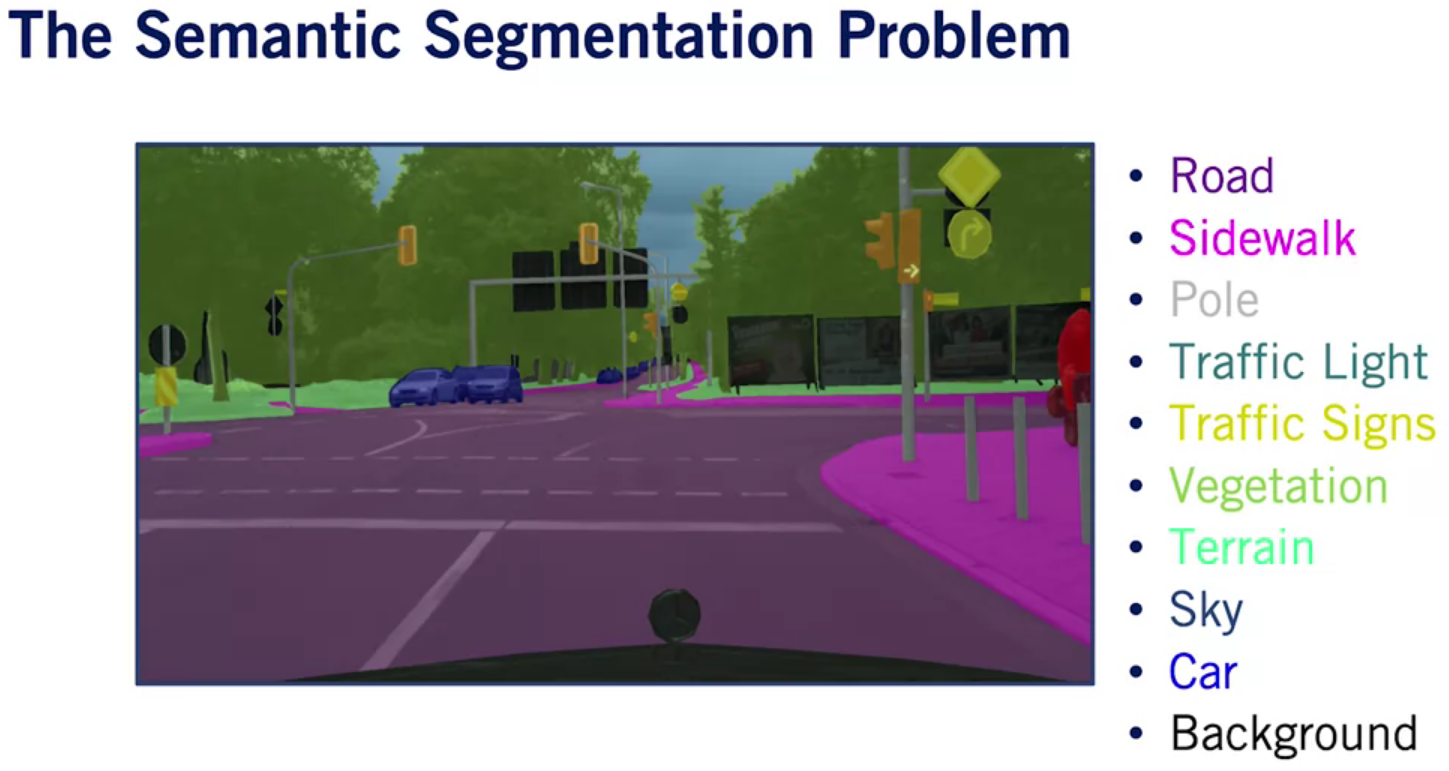 The Semantic Segmentation Problem
• Road
• Sidewalk
• Pole
• Traffic Light
• Traffic Signs
• Vegetation
• Terrain
• Sky
• Car
• Background